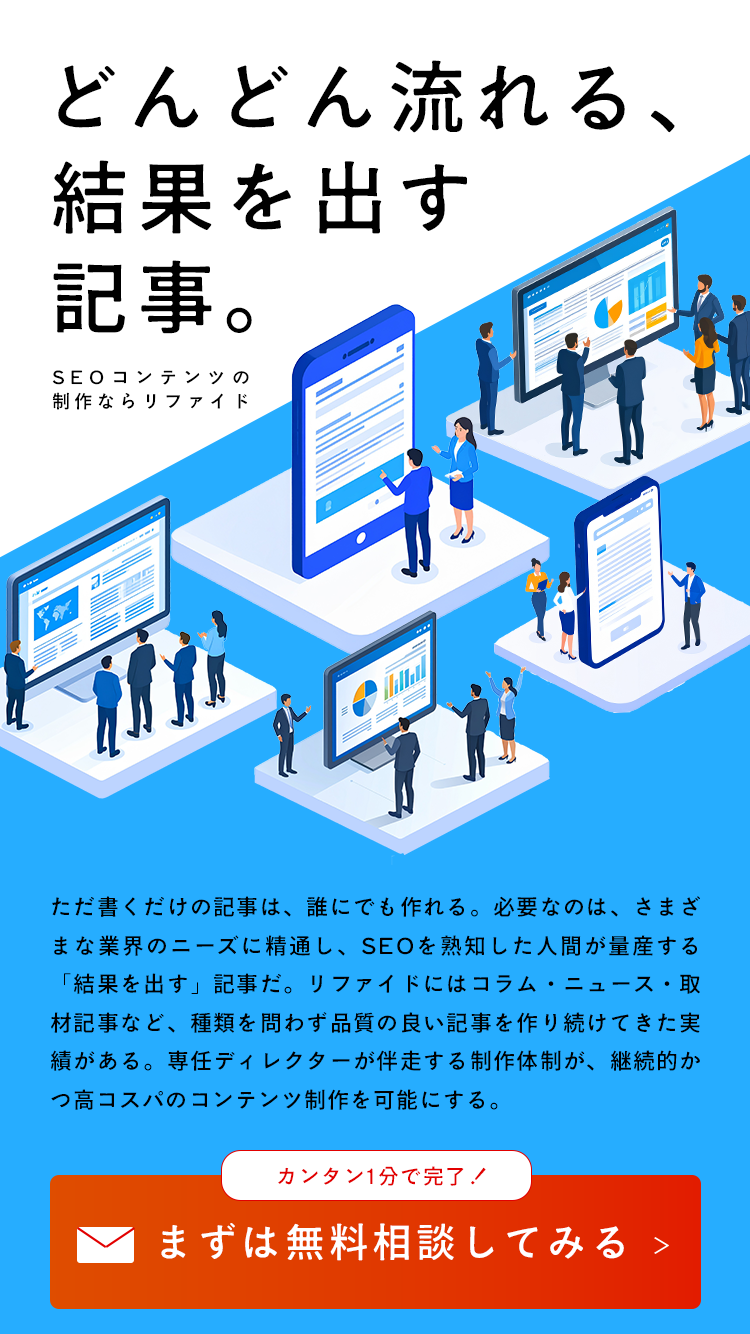 どんどん流れる、
結果を出す
記事。
SEOコンテンツの
制作ならリファイド
ただ書くだけの記事は、誰にでも作れる。必要なのは、さまざ
まな業界のニーズに精通し、SEOを熟知した人間が量産する
「結果を出す」記事だ。リファイドにはコラム・ニュース・取
材記事など、種類を問わず品質の良い記事を作り続けてきた実
績がある。専任ディレクターが伴走する制作体制が、継続的か
つ高コスパのコンテンツ制作を可能にする。
カンタン1分で完了！
まずは無料相談してみる >